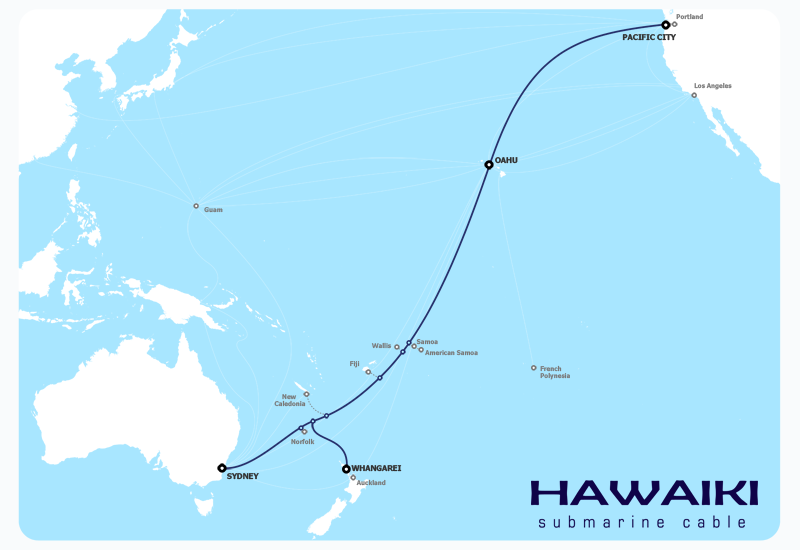 Portland
PACIFIC CITY
Los Angeles
OAHU
Guam
Wallis
Samoa
American Samoa
Fiji
French
Polynesia
New
Caledonia
Norfolk
SYDNEY
WHANGAREI
Auckland
HAWAIKI
submarine cable